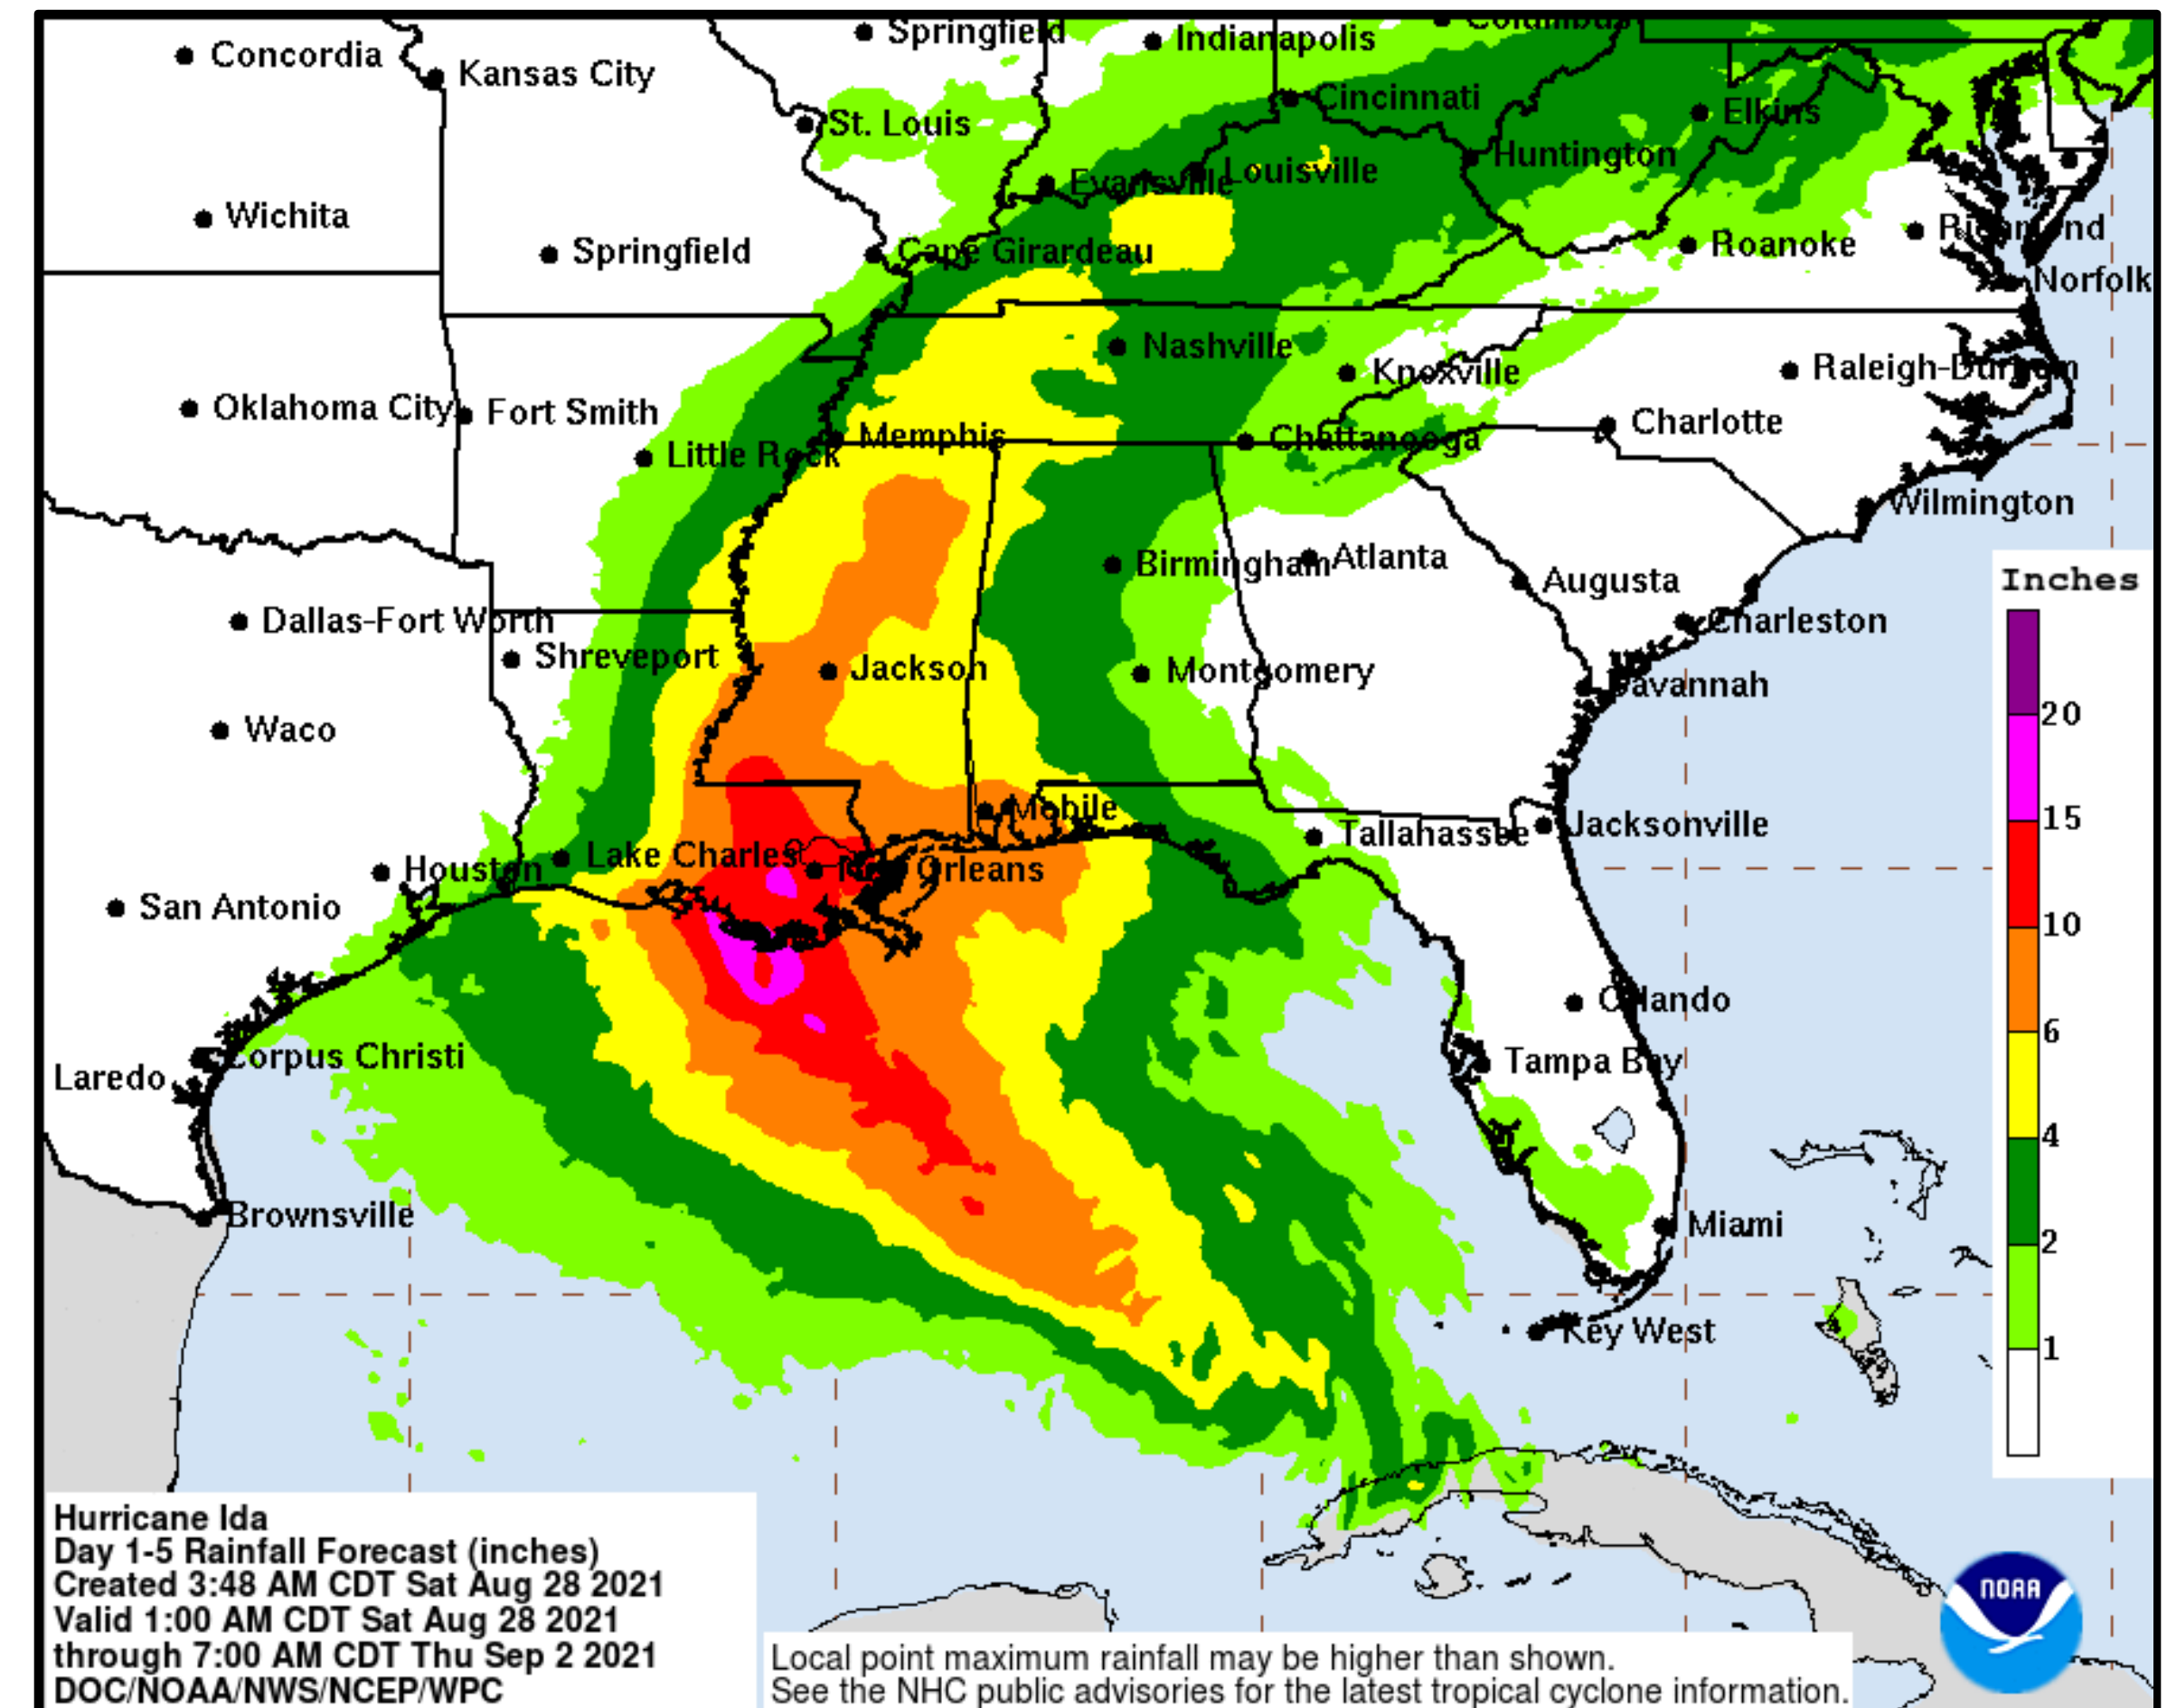 Columbus
Springfield
Indianapolis
Concordia
Kansas City
Cincinnati
Elkins
St. Louis
Huntington
Louisville
Evansville
Wichita
Richmond
Springfield
Cape Girardeau
Roanoke
Norfolk
Nashville
Knoxville
Raleigh-Durham
Oklahoma City
Fort Smith
Charlotte
Memphis
Chattanooga
Little Rock
Wilmington
Birmingham
Atlanta
Augusta
Inches
Dallas-Fort Worth
Charleston
Shreveport
Jackson
Montgomery
Savannah
20
Waco
Mobile
15
Tallahassee
Jacksonville
Lake Charles
Houston
New Orleans
San Antonio
10
Orlando
6
Corpus Christi
Tampa Bay
Laredo
4
Brownsville
Miami
2
Key West
1
Hurricane Ida
Day 1-5 Rainfall Forecast (inches)
Created 3:48 AM CDT Sat Aug 28 2021
Valid 1:00 AM CDT Sat Aug 28 2021
through 7:00 AM CDT Thu Sep 2 2021
DOC/NOAA/NWS/NCEP/WPC
NOAA
Local point maximum rainfall may be higher than shown.
See the NHC public advisories for the latest tropical cyclone information.